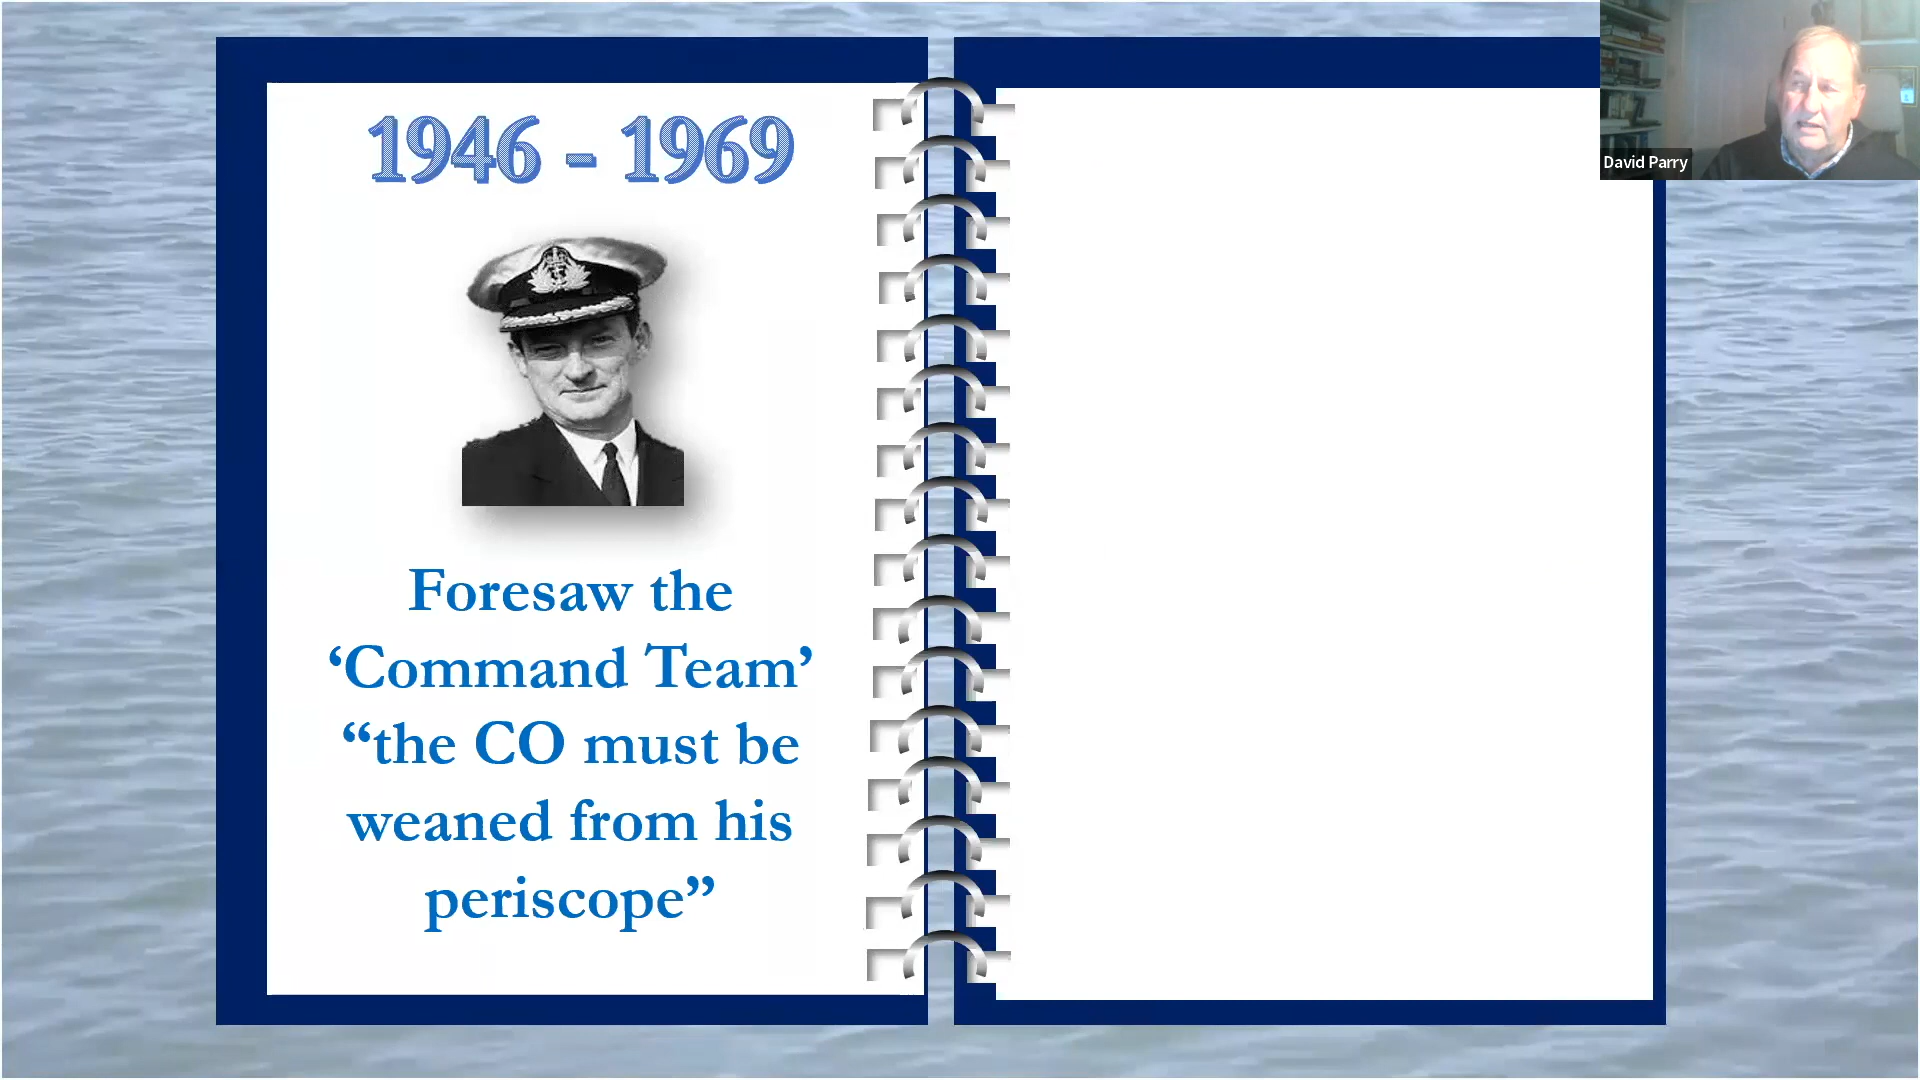 1946 - 1969
Foresaw the
‘Command Team’
“the CO must be
weaned from his
periscope”
David Parry